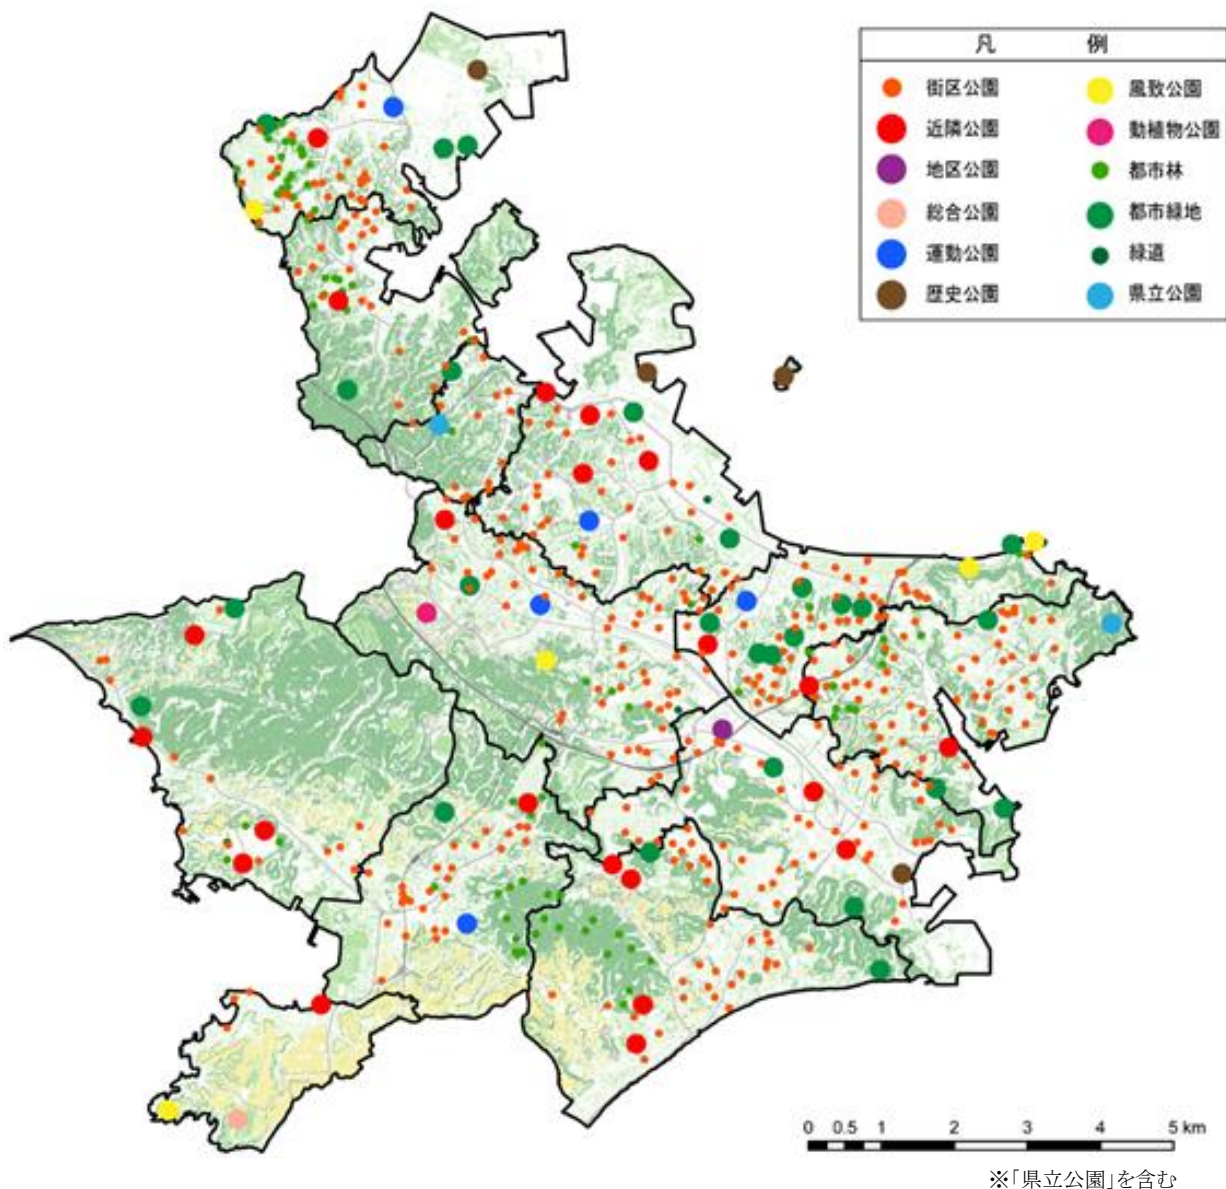 凡 例
街区公園 風致公園
近隣公園 動植物公園
地区公園 都市林
総合公園 都市緑地
運動公園 緑道
歴史公園 県立公園
0 0.5 1 2 3 4 5 km
※「県立公園」を含む